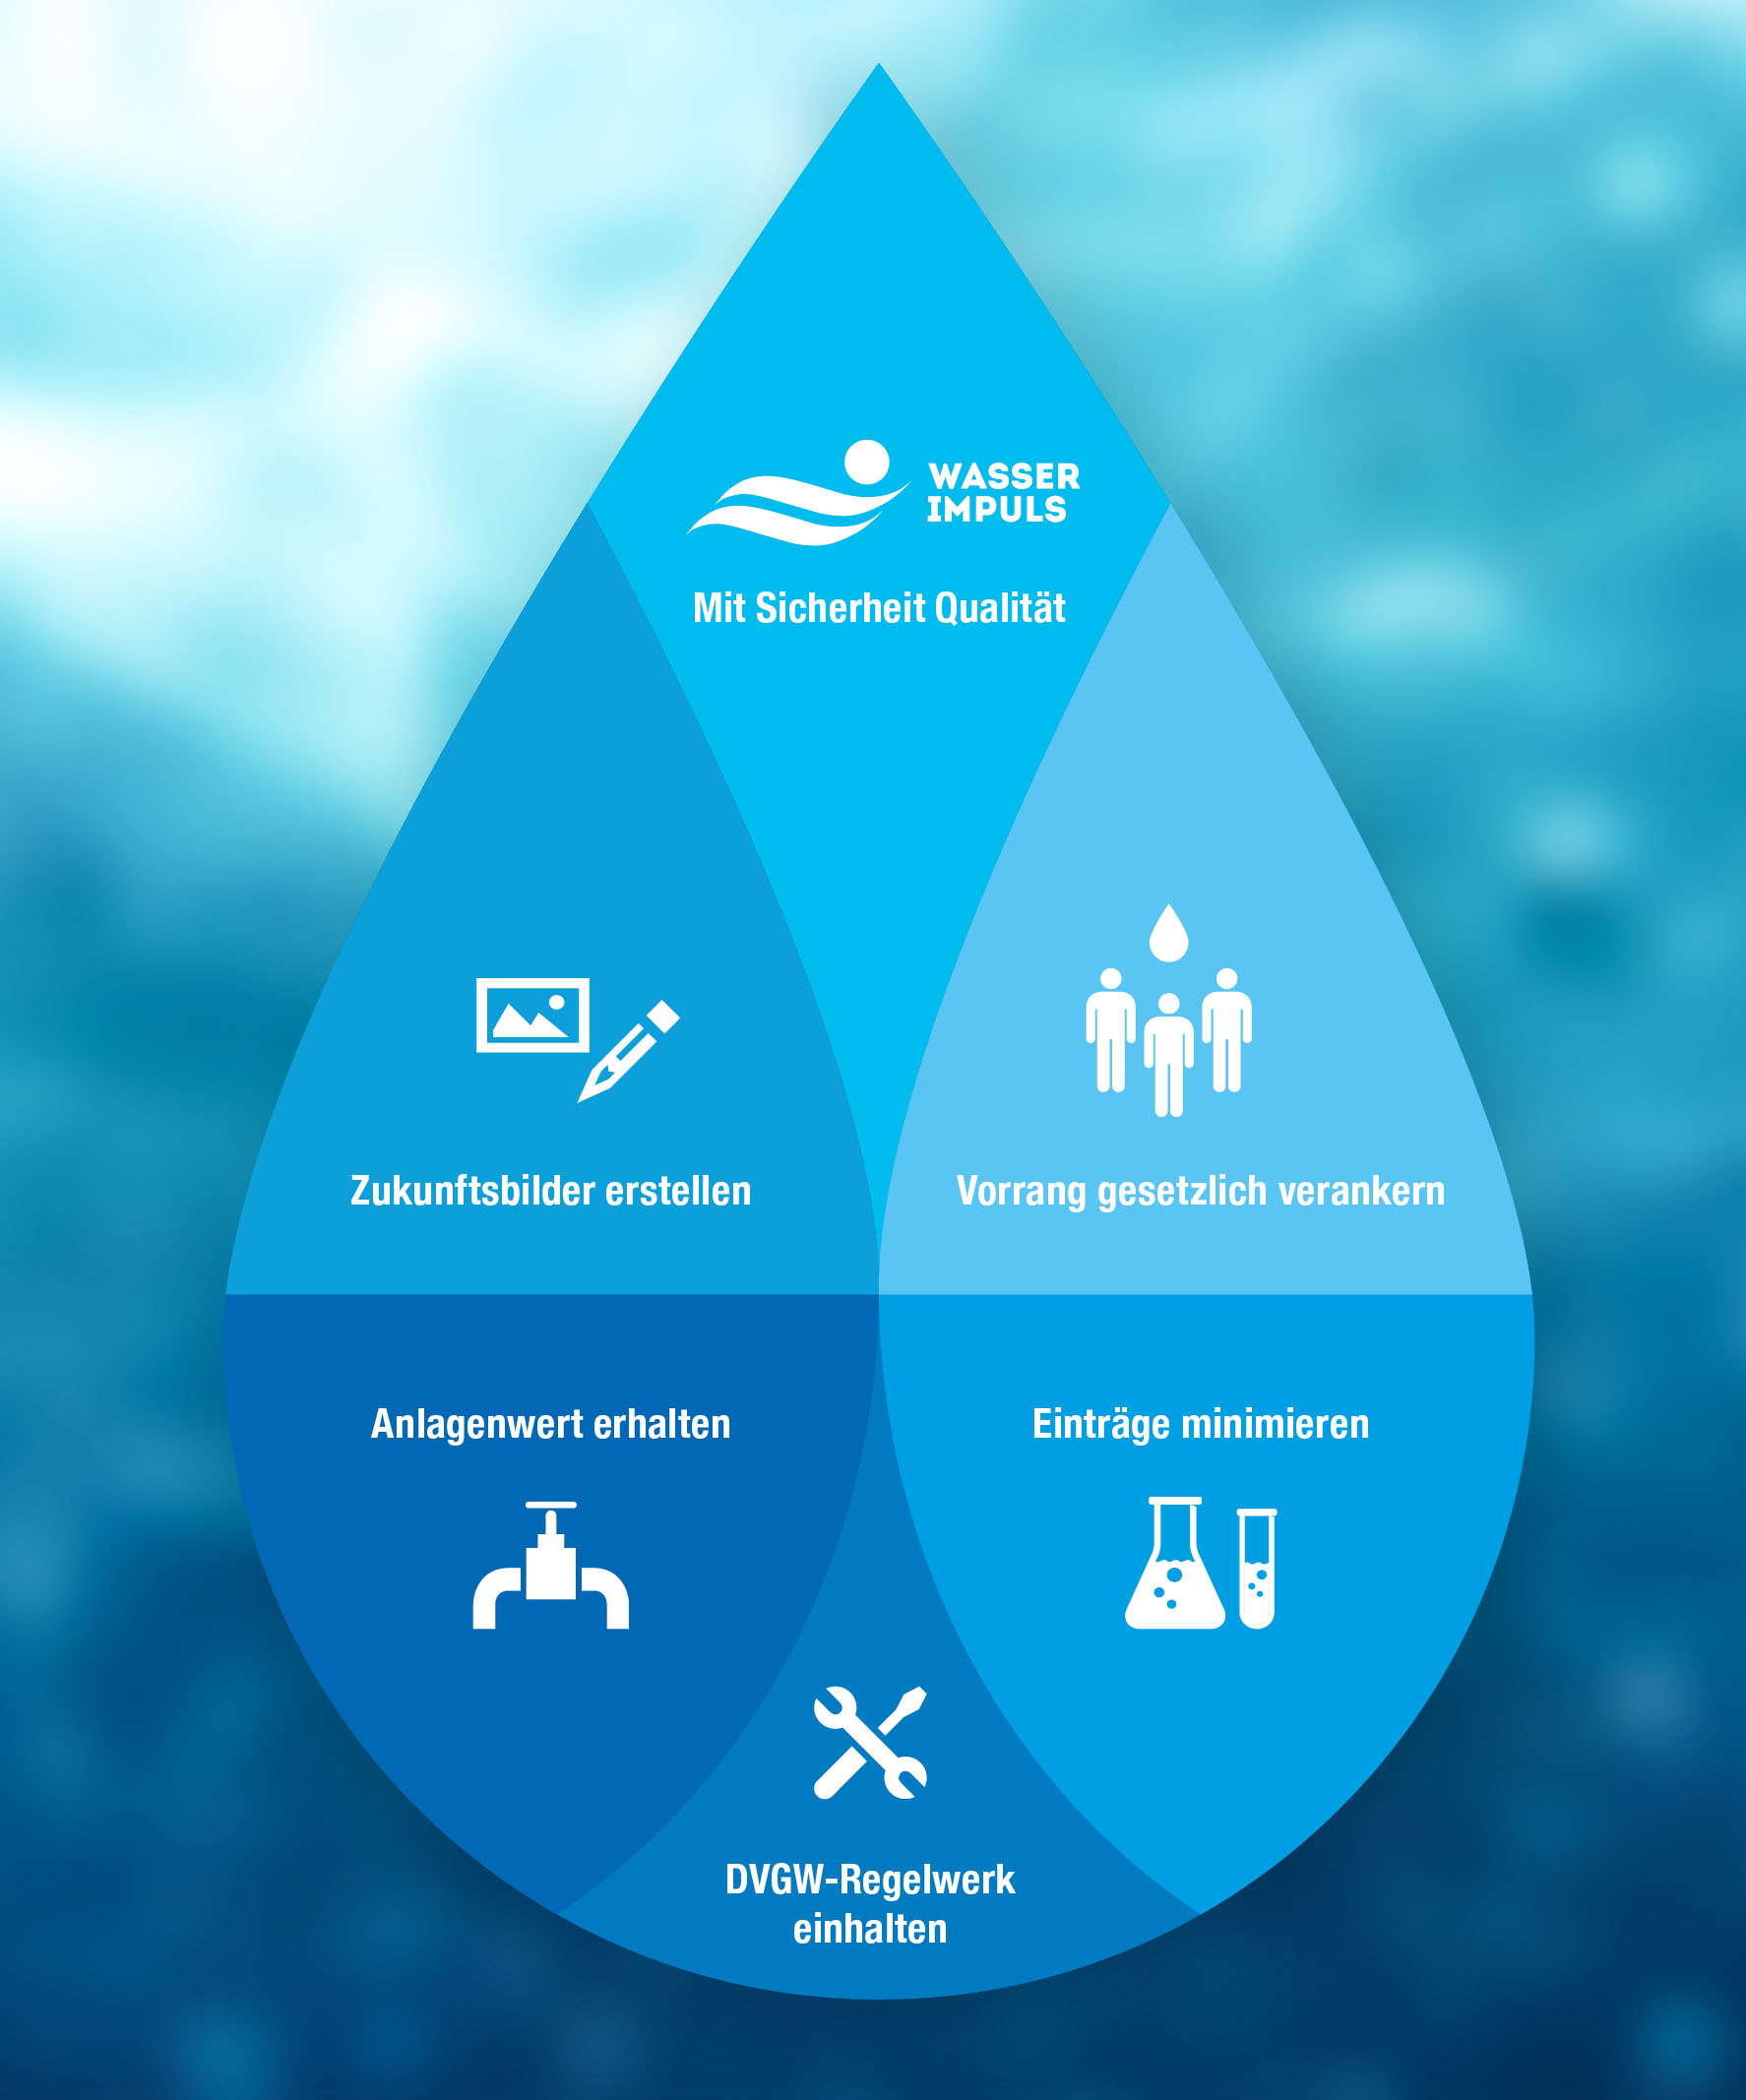 WASSER
IMPULS
Mit Sicherheit Qualität
Zukunftsbilder erstellen
Vorrang gesetzlich verankern
Anlagenwert erhalten
Einträge minimieren
DVGW-Regelwerk
einhalten